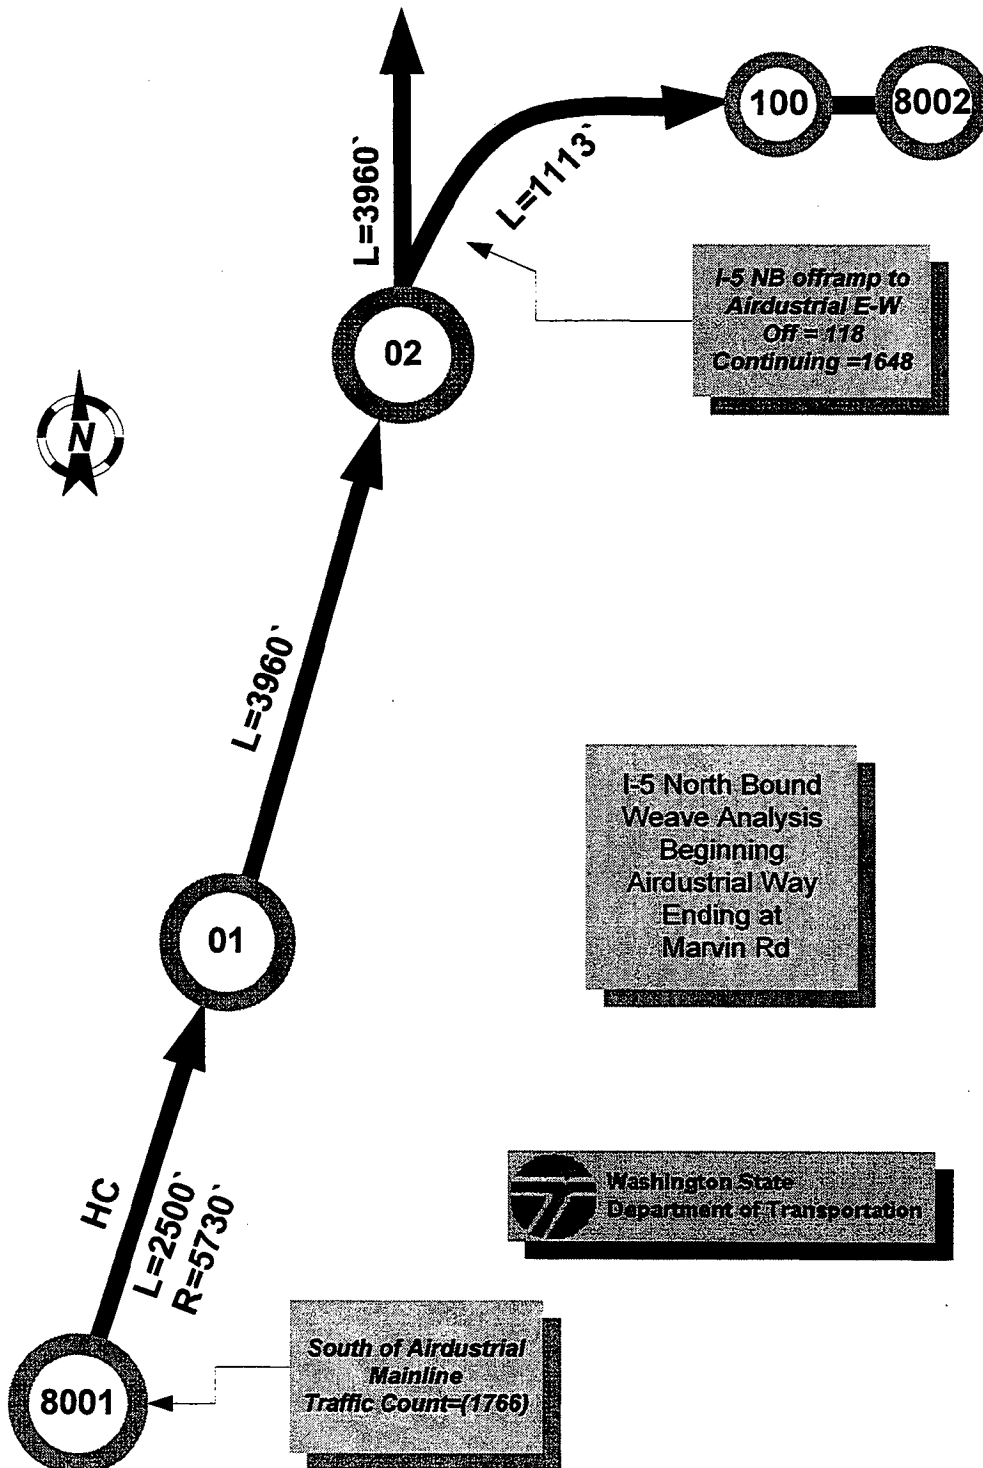 100
8002
L=3960`
L=1113`
I-5 NB offramp to
Airdustrial E-W
Off = 118
Continuing =1648
02
N
L=3960`
I-5 North Bound
Weave Analysis
Beginning
Airdustrial Way
Ending at
Marvin Rd
01
HC
L=2500`
R=5730`
Washington State
Department of Transportation
South of Airdustrial
Mainline
Traffic Count=(1766)
8001